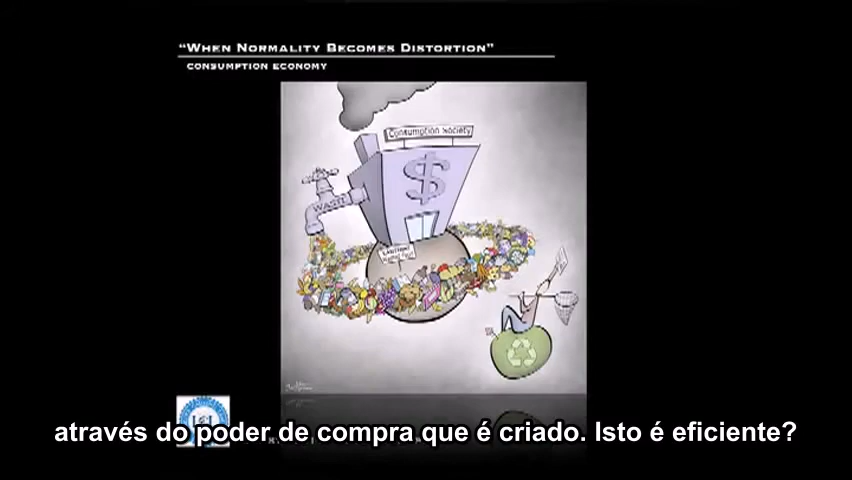 “WHEN NORMALITY BECOMES DISTORTION”
CONSUMPTION ECONOMY
Consumption Society
$
WASTE
através do poder de compra que é criado. Isto é eficiente?